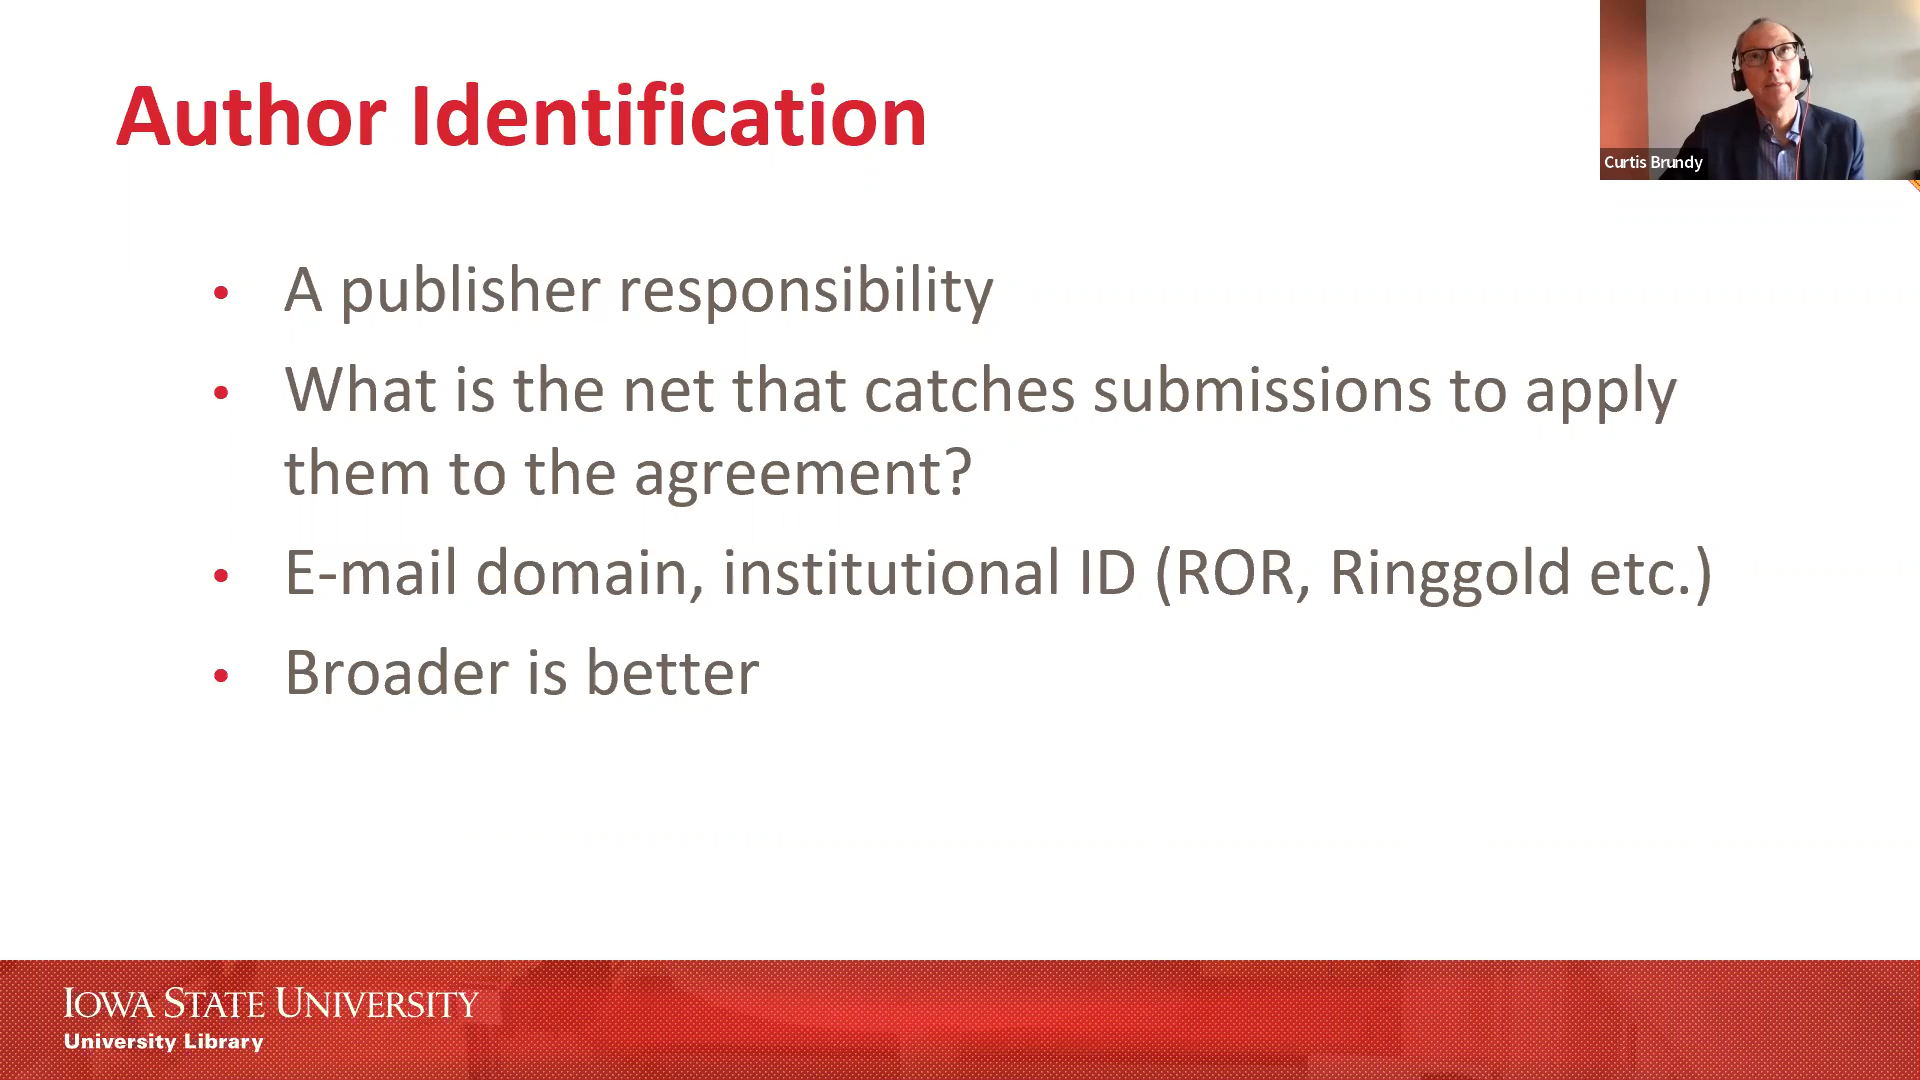 Author Identification
Curtis Brundy
• A publisher responsibility
• What is the net that catches submissions to apply
them to the agreement?
• E-mail domain, institutional ID (ROR, Ringgold etc.)
• Broader is better
IOWA STATE UNIVERSITY
University Library